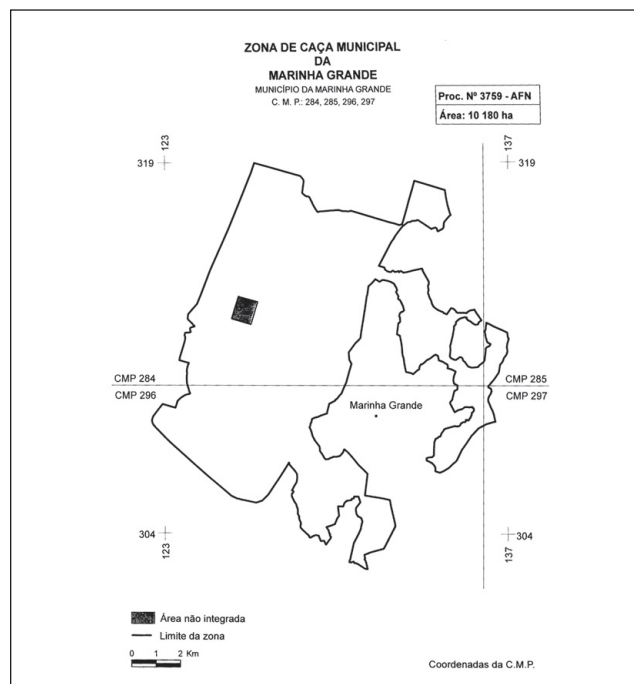 ZONA DE CAÇA MUNICIPAL
DA
MARINHA GRANDE
MUNICÍPIO DA MARINHA GRANDE
C. M. P.: 284, 285, 296, 297
Proc. Nº 3759 - AFN
Área: 10 180 ha
123
137
319
319
CMP 284
CMP 285
CMP 296
CMP 297
Marinha Grande
304
304
123
137
Área não integrada
Limite da zona
0 1 2 Km
Coordenadas da C.M.P.